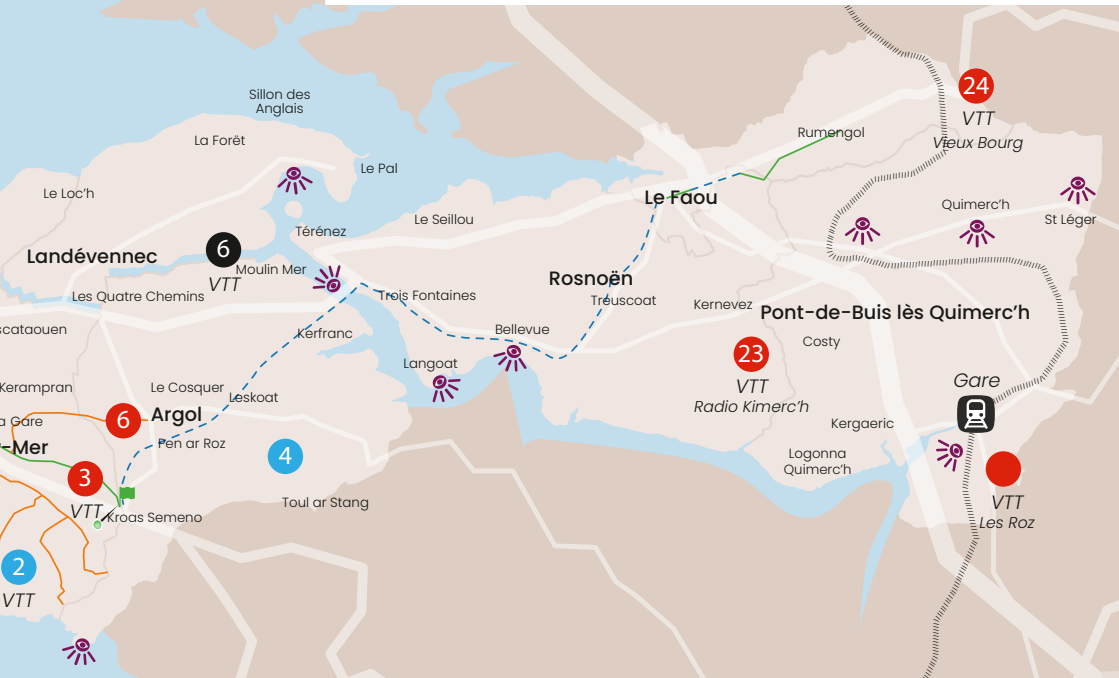 24
VTT
Vieux Bourg
Sillon des
Anglais
La Forêt
Rumengol
Le Pal
Le Loc'h
Le Faou
Quimerc'h
St Léger
Le Seillou
Térénez
6
VTT
Landévennec
Moulin Mer
Rosnoën
Treuscoat
Les Quatre Chemins
Trois Fontaines
Kernevez
Pont-de-Buis lès Quimerc'h
scataouen
Kerfranc
Bellevue
Costy
23
VTT
Radio Kimerc'h
Langoat
Gare
Kerampran
Le Cosquer
Leskoat
6
Argol
a Gare
Kergaeric
-Mer
Pen ar Roz
4
Logonna
Quimerc'h
3
VTT
VTT
Les Roz
Toul ar Stang
Kroas Semeno
2
VTT